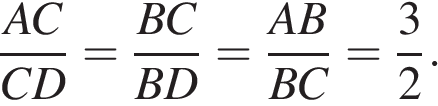 AC/CD = BC/BD = AB/BC = 3/2.